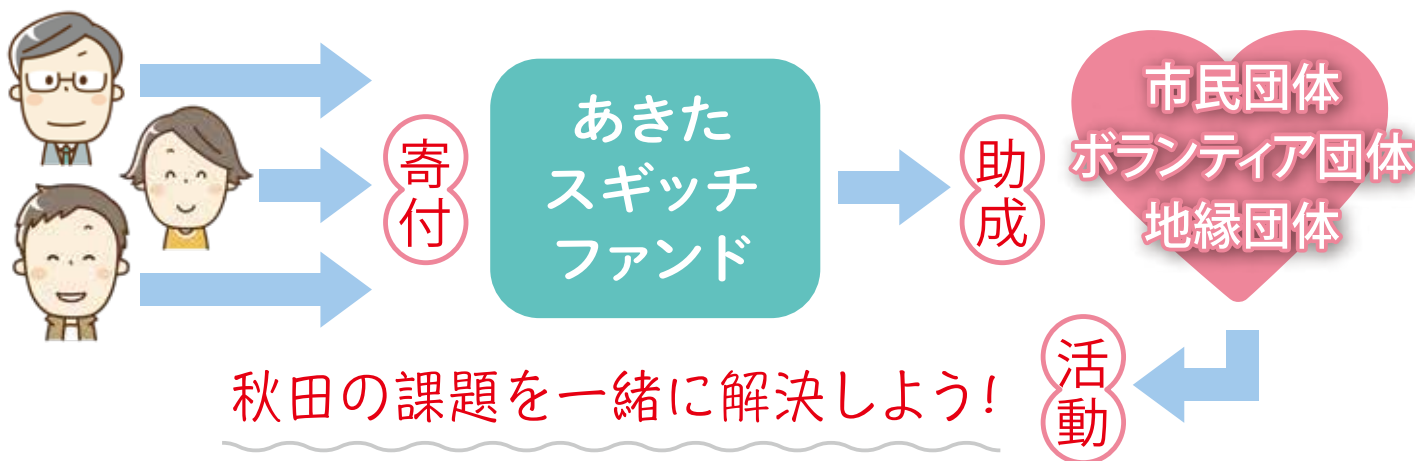 寄付
あきた
スギッチ
ファンド
助成
市民団体
ボランティア団体
地縁団体
活動
秋田の課題を一緒に解決しよう!